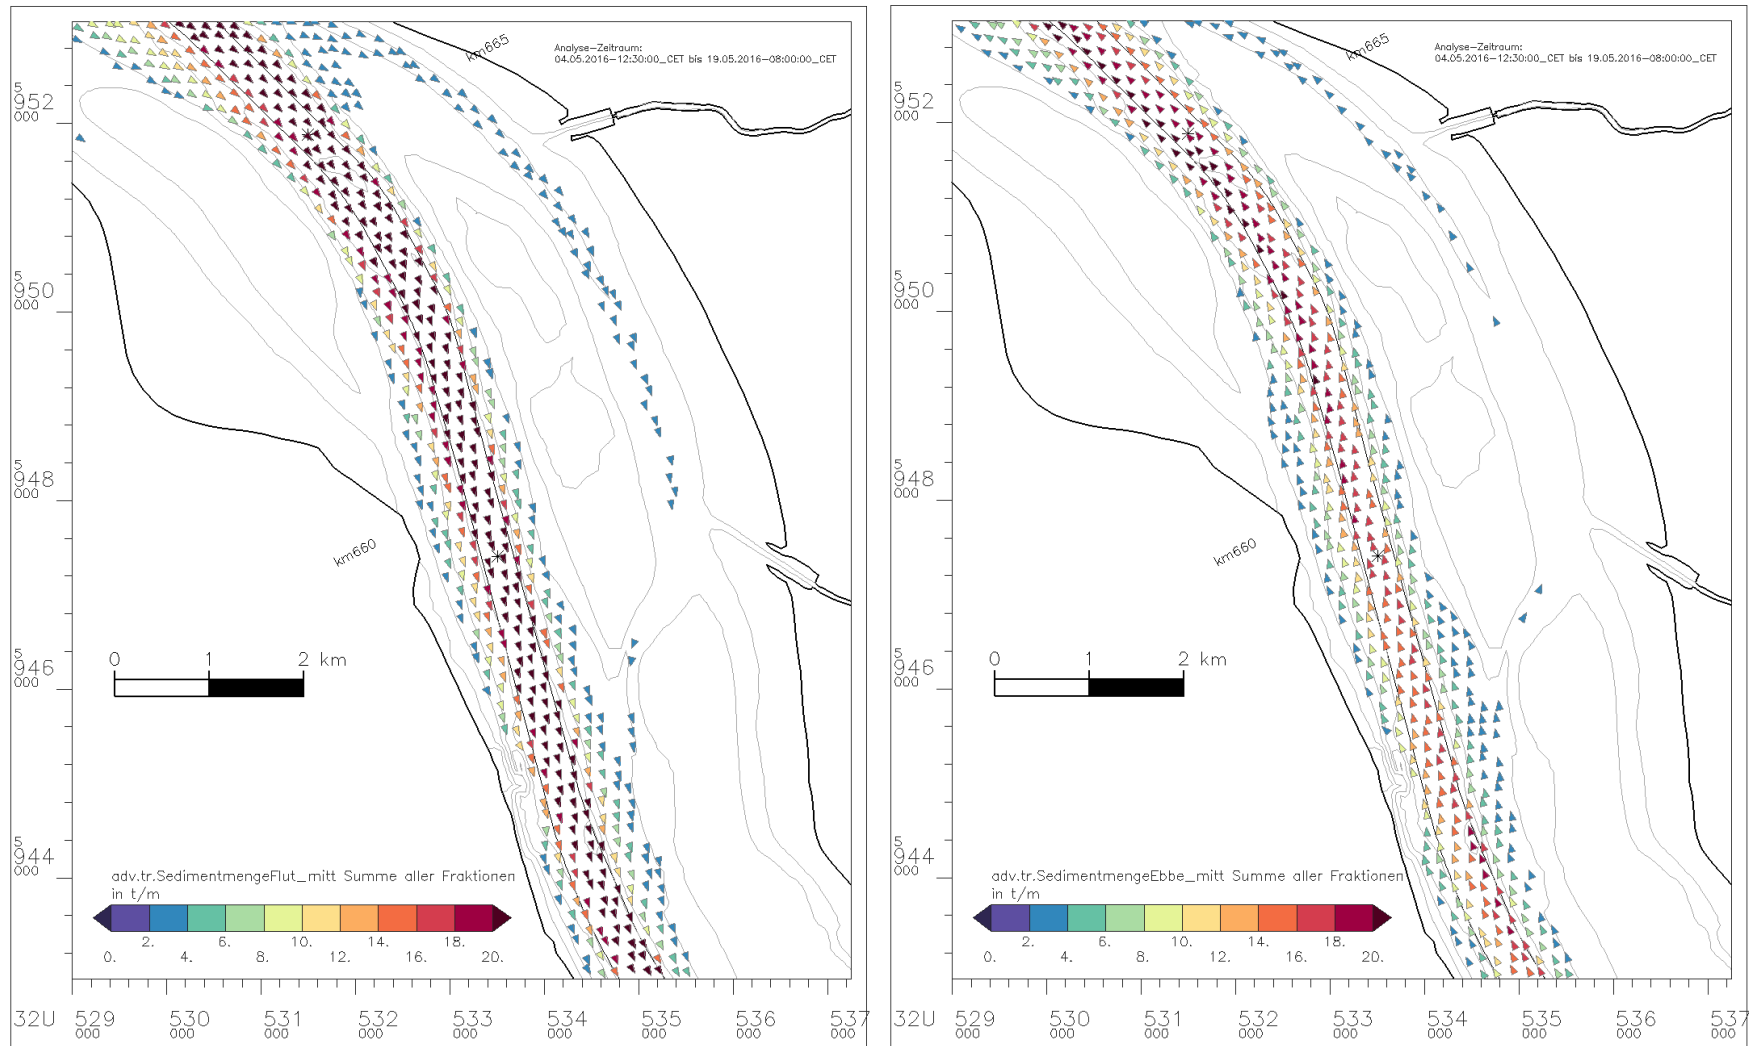 km665
Analyse-Zeitraum:
04.05.2016-12:30:00_CET bis 19.05.2016-08:00:00_CET
5
952
000
5
950
000
5
948
000
km660
5
946
000
0 1 2 km
5
944
000
adv.tr.SedimentmengeFlut_mitt Summe aller Fraktionen
in t/m
2. 6. 10. 14. 18.
0. 4. 8. 12. 16. 20.
32U 529 530 531 532 533 534 535 536 537
000 000 000 000 000 000 000 000 000
km665
Analyse-Zeitraum:
04.05.2016-12:30:00_CET bis 19.05.2016-08:00:00_CET
5
952
000
5
950
000
5
948
000
km660
5
946
000
0 1 2 km
5
944
000
adv.tr.SedimentmengeEbbe_mitt Summe aller Fraktionen
in t/m
2. 6. 10. 14. 18.
0. 4. 8. 12. 16. 20.
32U 529 530 531 532 533 534 535 536 537
000 000 000 000 000 000 000 000 000